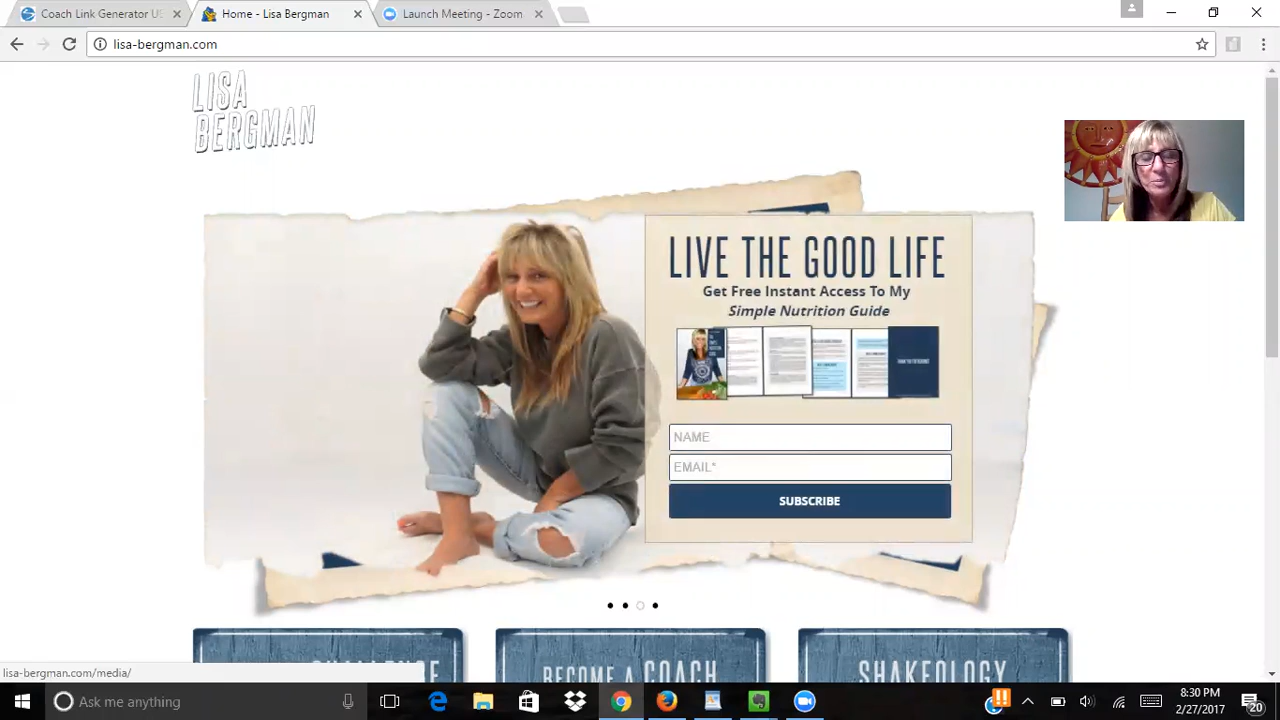 Coach Link Generator U
Home - Lisa Bergman
Launch Meeting - Zoom
lisa-bergman.com
LISA
BERGMAN
LIVE THE GOOD LIFE
Get Free Instant Access To My
Simple Nutrition Guide
NAME
EMAIL*
SUBSCRIBE
BECOME A COACH
SHAKEOLOGY
lisa-bergman.com/media/
Ask me anything
8:30 PM
2/27/2017
20